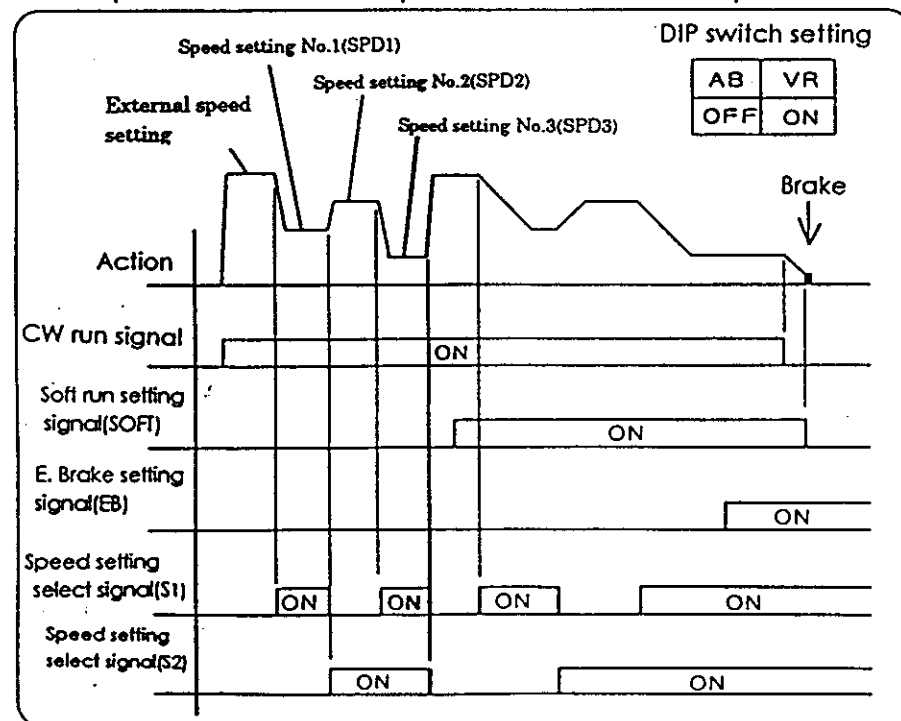 Speed setting No.1(SPD1)
DIP switch setting
AB VR
OFF ON
Speed setting No.2(SPD2)
External speed
setting
Speed setting No.3(SPD3)
Brake
Action
CW run signal
ON
Soft run setting
signal(SOFT)
ON
E. Brake setting
signal(EB)
ON
Speed setting
select signal(S1)
ON ON ON ON
Speed setting
select signal(S2)
ON ON